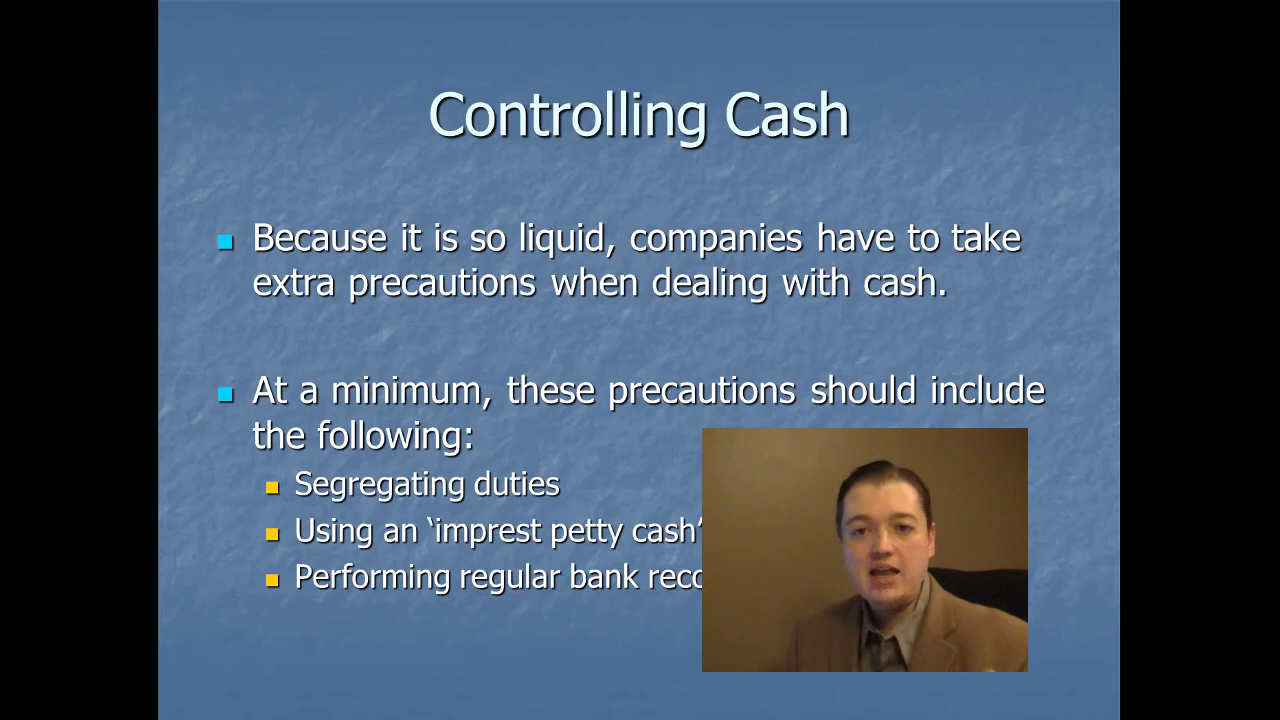 Controlling Cash
Because it is so liquid, companies have to take
extra precautions when dealing with cash.
At a minimum, these precautions should include
the following:
Segregating duties
Using an ‘imprest petty cash’
Performing regular bank